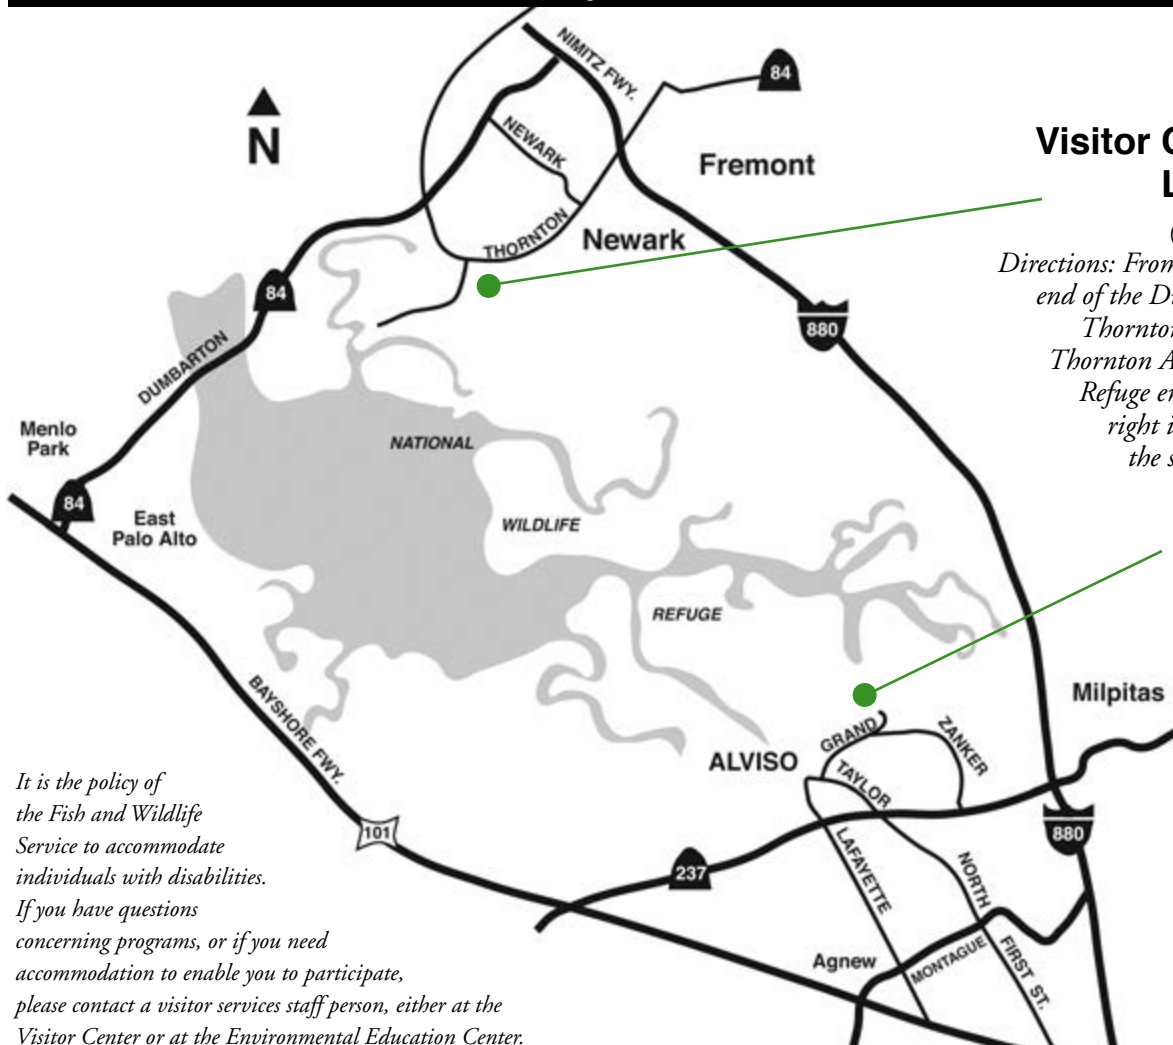 NIMITZ FWY.
84
N
NEWARK
Fremont
Visitor
THORNTON
Newark
Directions: From
84
end of the
880
Thornton
DUMBARTON
Thornton
Refuge
Menlo
Park
NATIONAL
right
the
84
East
Palo Alto
WILDLIFE
REFUGE
Milpitas
BAYSHORE FWY.
GRAND
ZANKER
ALVISO
TAYLOR
It is the policy of
the Fish and Wildlife
Service to accommodate
individuals with disabilities.
If you have questions
concerning programs, or if you need
accommodation to enable you to participate,
please contact a visitor services staff person, either at the
Visitor Center or at the Environmental Education Center.
101
880
LAFAYETTE
237
NORTH
FIRST ST.
Agnew
MONTAGUE